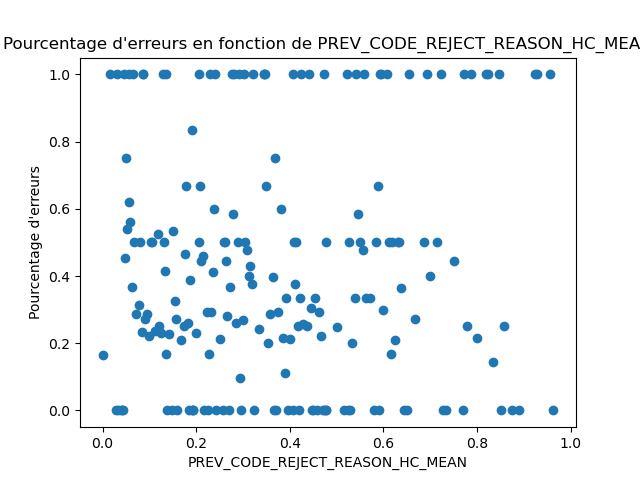 Pourcentage d'erreurs en fonction de PREV_CODE_REJECT_REASON_HC_MEA
Pourcentage d'erreurs
1.0
0.8
0.6
0.4
0.2
0.0
0.0 0.2 0.4 0.6 0.8 1.0
PREV_CODE_REJECT_REASON_HC_MEAN